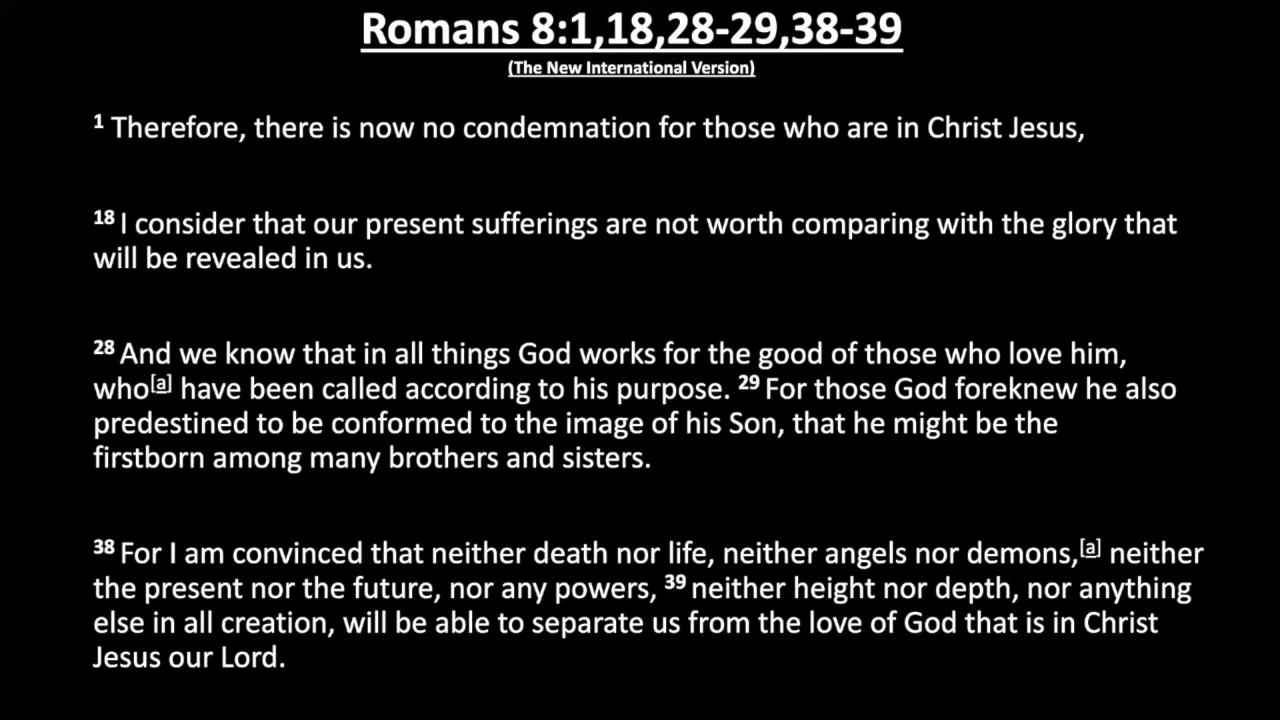 Romans 8:1,18,28-29,38-39
(The New International Version)
1 Therefore, there is now no condemnation for those who are in Christ Jesus,
18 I consider that our present sufferings are not worth comparing with the glory that
will be revealed in us.
28 And we know that in all things God works for the good of those who love him,
who[a] have been called according to his purpose. 29 For those God foreknew he also
predestined to be conformed to the image of his Son, that he might be the
firstborn among many brothers and sisters.
38 For I am convinced that neither death nor life, neither angels nor demons,[a] neither
the present nor the future, nor any powers, 39 neither height nor depth, nor anything
else in all creation, will be able to separate us from the love of God that is in Christ
Jesus our Lord.